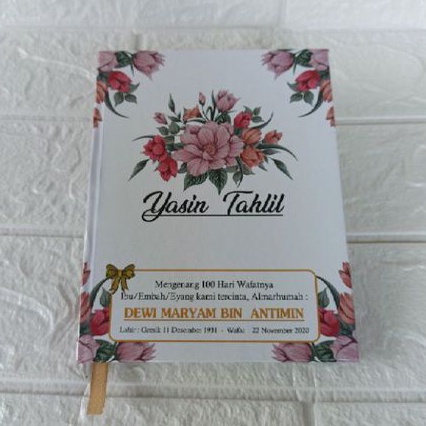 Yasin Tahlil
Mengenang 100 Hari Wafatnya
Ibu/Embah/Eyang kami tercinta, Almarhumah :
DEWI MARYAM BIN ANTIMIN
Lahir : Gresik 11 Desember 1931 - Wafat : 22 November 2020